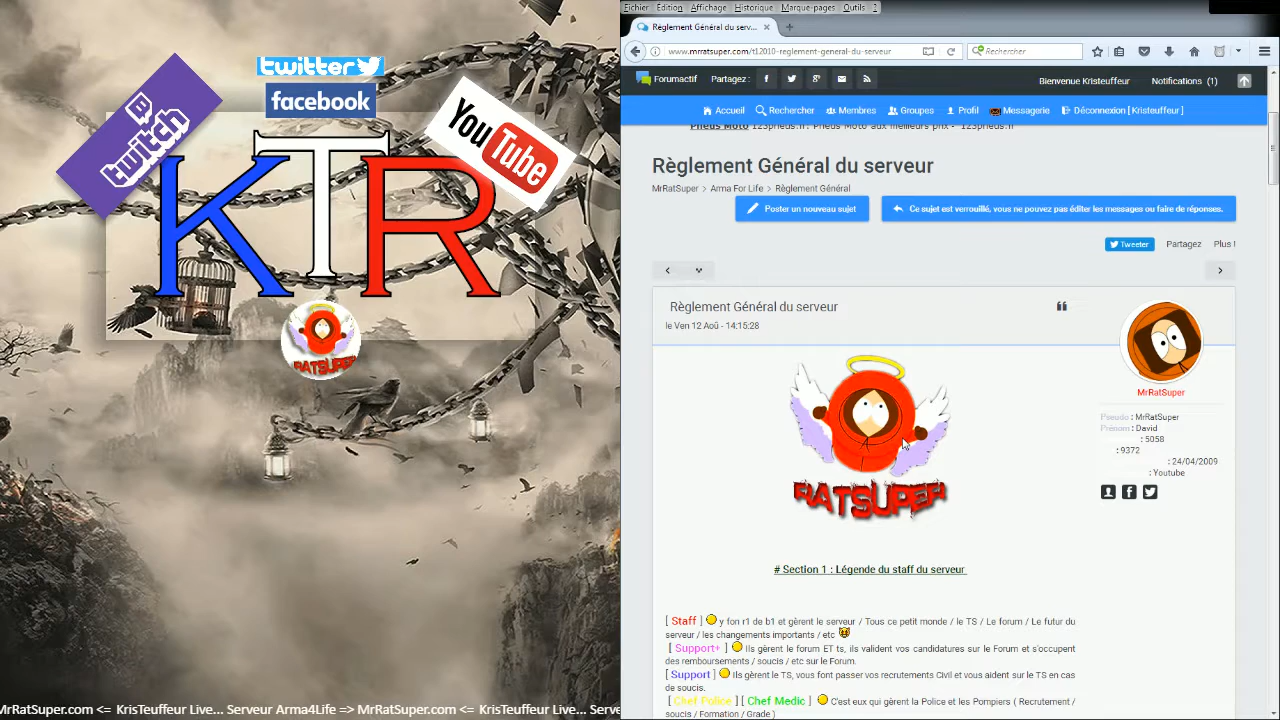 twitter
facebook
twitch
You Tube
KTR
RATSUPER
MrRatSuper.com <= KrisTeuffeur Live... Serveur Arma4Life => MrRatSuper.com <= KrisTeuffeur Live... Serve
Fichier Edition Affichage Historique Marque-pages Outils ?
Règlement Général du serv...
www.mrratsuper.com/t12010-reglement-general-du-serveur
Rechercher
Forumactif Partagez :
Bienvenue Kristeuffeur Notifications (1)
Accueil Rechercher Membres Groupes Profil Messagerie Déconnexion [ Kristeuffeur ]
Pneus Moto 123pneus.fr: Pneus Moto aux meilleurs prix - 123pneus.fr
Règlement Général du serveur
MrRatSuper > Arma For Life > Règlement Général
Poster un nouveau sujet
Ce sujet est verrouillé, vous ne pouvez pas éditer les messages ou faire de réponses.
Tweeter Partagez Plus !
Règlement Général du serveur
le Ven 12 Aoû - 14:15:28
RATSUPER
MrRatSuper
Pseudo : MrRatSuper
Prénom : David
: 5058
: 9372
: 24/04/2009
: Youtube
# Section 1 : Légende du staff du serveur
[ Staff ] y fon r1 de b1 et gèrent le serveur / Tous ce petit monde / le TS / Le forum / Le futur du
serveur / les changements importants / etc
[ Support+ ] Ils gèrent le forum ET ts, ils valident vos candidatures sur le Forum et s'occupent
des remboursements / soucis / etc sur le Forum.
[ Support ] Ils gèrent le TS, vous font passer vos recrutements Civil et vous aident sur le TS en cas
de soucis.
[ Chef Police ] [ Chef Medic ] C'est eux qui gèrent la Police et les Pompiers ( Recrutement /
soucis / Formation / Grade )